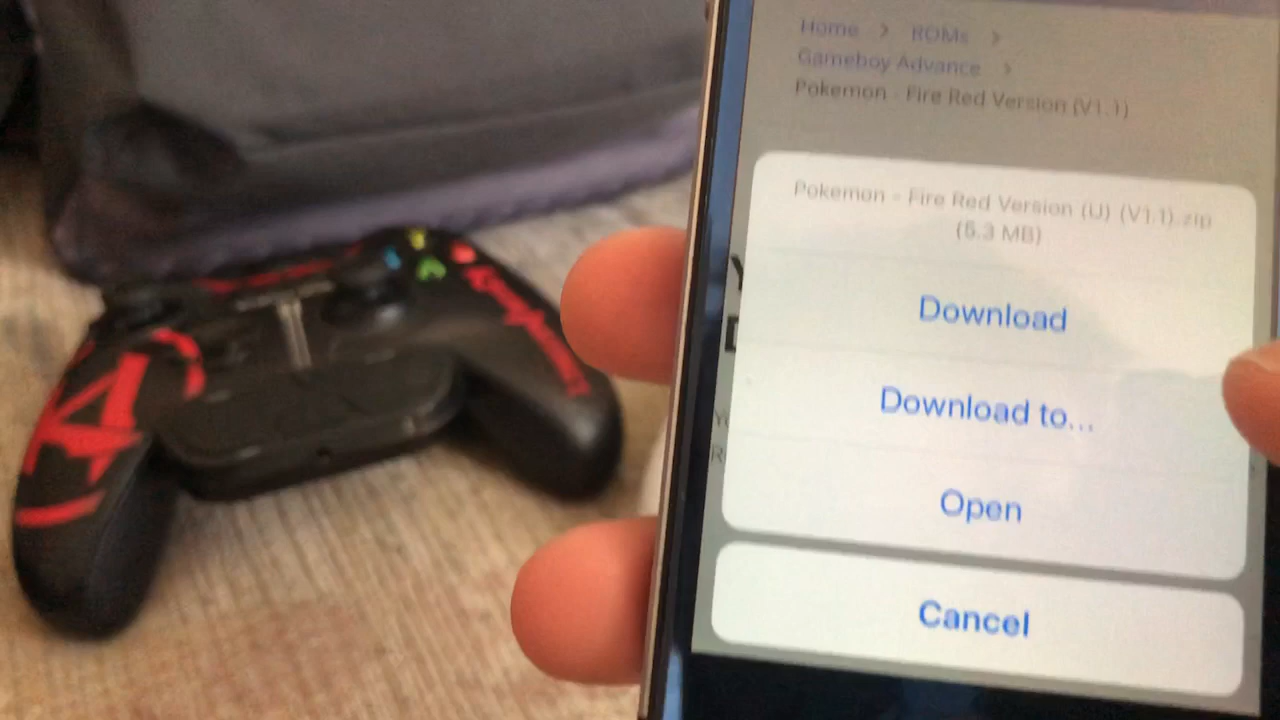 Home > ROMs >
Gameboy Advance >
Pokemon - Fire Red Version (V1.1)
Pokemon - Fire Red Version (U) (V1.1).zip
(5.3 MB)
Download
Download to...
Open
Cancel